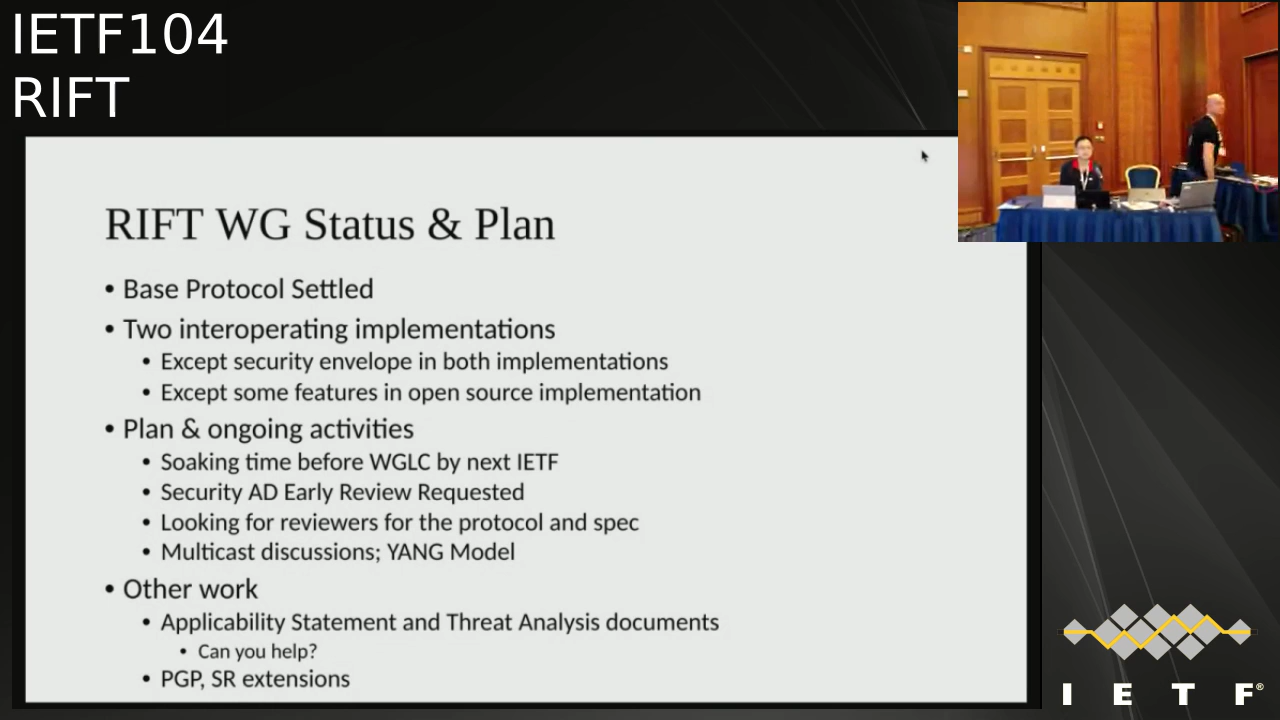 IETF104
RIFT
RIFT WG Status & Plan
• Base Protocol Settled
• Two interoperating implementations
• Except security envelope in both implementations
• Except some features in open source implementation
• Plan & ongoing activities
• Soaking time before WGLC by next IETF
• Security AD Early Review Requested
• Looking for reviewers for the protocol and spec
• Multicast discussions; YANG Model
• Other work
• Applicability Statement and Threat Analysis documents
• Can you help?
• PGP, SR extensions
I E T F®